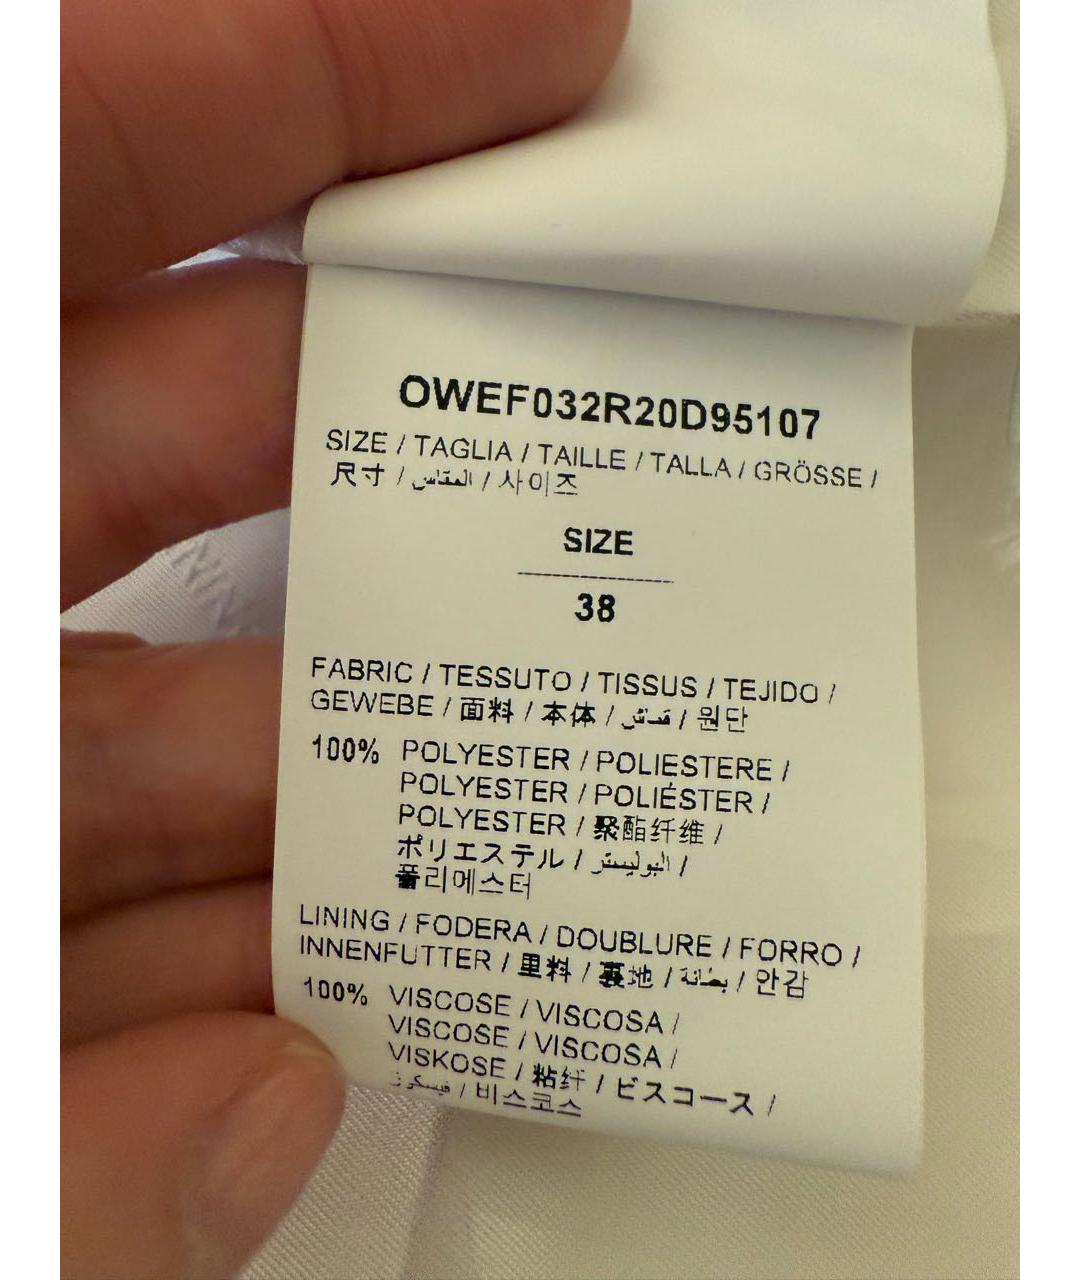 OWEF032R20D95107
SIZE / TAGLIA / TAILLE / TALLA / GRÖSSE /
尺寸 / المقاس / 사이즈
SIZE
38
FABRIC / TESSUTO / TISSUS / TEJIDO /
GEWEBE / 面料 / 本体 / قماش / 원단
100% POLYESTER / POLIESTERE /
POLYESTER / POLIÉSTER /
POLYESTER / 聚酯纤维 /
ポリエステル / البوليستر /
폴리에스터
LINING / FODERA / DOUBLURE / FORRO /
INNENFUTTER / 里料 / 裏地 / بطانة / 안감
100% VISCOSE / VISCOSA /
VISCOSE / VISCOSA /
VISKOSE / 粘纤 / ビスコース /
فيسكوز / 비스코스